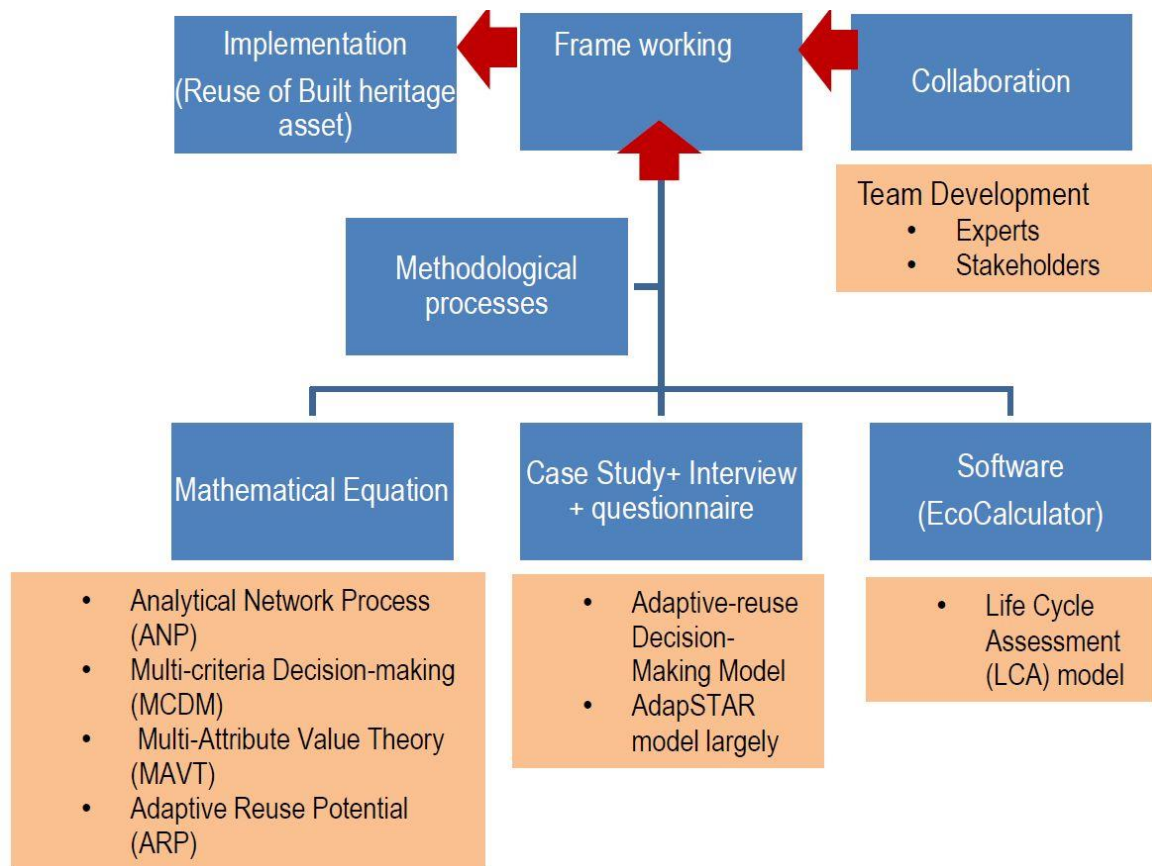 Implementation
(Reuse of Built heritage
asset)
Frame working
Collaboration
Team Development
• Experts
• Stakeholders
Methodological
processes
Mathematical Equation
Case Study+ Interview
+ questionnaire
Software
(EcoCalculator)
• Analytical Network Process
(ANP)
• Multi-criteria Decision-making
(MCDM)
• Multi-Attribute Value Theory
(MAVT)
• Adaptive Reuse Potential
(ARP)
• Adaptive-reuse
Decision-
Making Model
• AdapSTAR
model largely
• Life Cycle
Assessment
(LCA) model